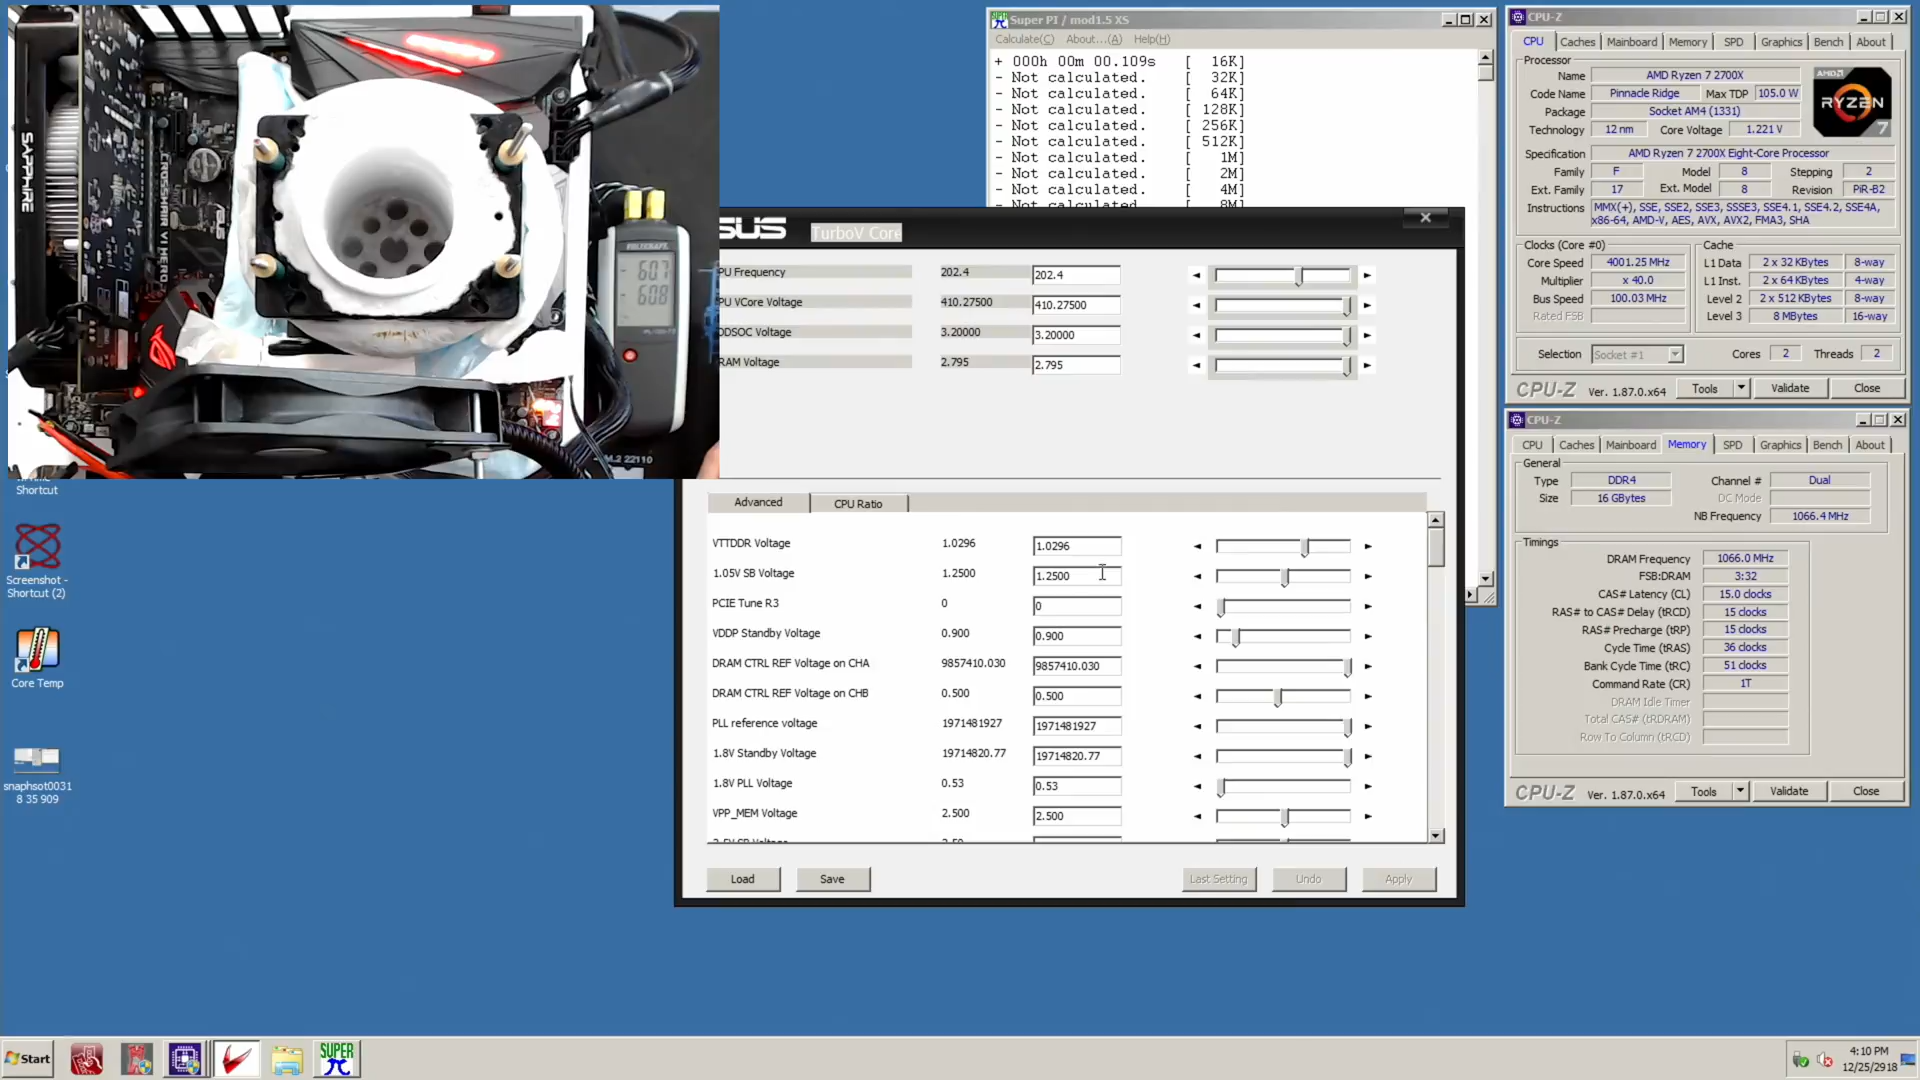 SAPPHIRE
CROSSHAIR VI HERO
VOLTCRAFT
-60.7
-60.8
M.2 22110
Shortcut
Screenshot -
Shortcut (2)
Core Temp
snaphsot0031
8 35 909
Super PI / mod1.5 XS
Calculate(C) About...(A) Help(H)
+ 000h 00m 00.109s [ 16K]
- Not calculated. [ 32K]
- Not calculated. [ 64K]
- Not calculated. [ 128K]
- Not calculated. [ 256K]
- Not calculated. [ 512K]
- Not calculated. [ 1M]
- Not calculated. [ 2M]
- Not calculated. [ 4M]
- Not calculated. [ 8M]
SUS TurboV Core
PU Frequency 202.4 202.4
PU VCore Voltage 410.27500 410.27500
DDSOC Voltage 3.20000 3.20000
RAM Voltage 2.795 2.795
Advanced CPU Ratio
VTTDDR Voltage 1.0296 1.0296
1.05V SB Voltage 1.2500 1.2500
PCIE Tune R3 0 0
VDDP Standby Voltage 0.900 0.900
DRAM CTRL REF Voltage on CHA 9857410.030 9857410.030
DRAM CTRL REF Voltage on CHB 0.500 0.500
PLL reference voltage 1971481927 1971481927
1.8V Standby Voltage 19714820.77 19714820.77
1.8V PLL Voltage 0.53 0.53
VPP_MEM Voltage 2.500 2.500
Load Save Last Setting Undo Apply
CPU-Z
CPU Caches Mainboard Memory SPD Graphics Bench About
Processor
Name AMD Ryzen 7 2700X
Code Name Pinnacle Ridge Max TDP 105.0 W
Package Socket AM4 (1331)
Technology 12 nm Core Voltage 1.221 V
AMD
RYZEN
7
Specification AMD Ryzen 7 2700X Eight-Core Processor
Family F Model 8 Stepping 2
Ext. Family 17 Ext. Model 8 Revision PiR-B2
Instructions MMX(+), SSE, SSE2, SSE3, SSSE3, SSE4.1, SSE4.2, SSE4A,
x86-64, AMD-V, AES, AVX, AVX2, FMA3, SHA
Clocks (Core #0)
Core Speed 4001.25 MHz
Multiplier x 40.0
Bus Speed 100.03 MHz
Rated FSB
Cache
L1 Data 2 x 32 KBytes 8-way
L1 Inst. 2 x 64 KBytes 4-way
Level 2 2 x 512 KBytes 8-way
Level 3 8 MBytes 16-way
Selection Socket #1 Cores 2 Threads 2
CPU-Z Ver. 1.87.0.x64 Tools Validate Close
CPU-Z
CPU Caches Mainboard Memory SPD Graphics Bench About
General
Type DDR4 Channel # Dual
Size 16 GBytes DC Mode
NB Frequency 1066.4 MHz
Timings
DRAM Frequency 1066.0 MHz
FSB:DRAM 3:32
CAS# Latency (CL) 15.0 clocks
RAS# to CAS# Delay (tRCD) 15 clocks
RAS# Precharge (tRP) 15 clocks
Cycle Time (tRAS) 36 clocks
Bank Cycle Time (tRC) 51 clocks
Command Rate (CR) 1T
DRAM Idle Timer
Total CAS# (tRDRAM)
Row To Column (tRCD)
CPU-Z Ver. 1.87.0.x64 Tools Validate Close
Start
SUPER
π
4:10 PM
12/25/2918